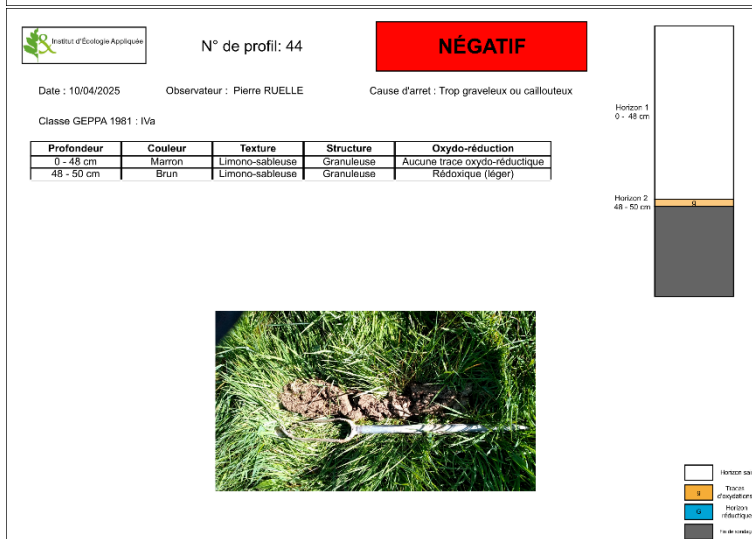 & Institut d'Écologie Appliquée
N° de profil: 44
NÉGATIF
Date : 10/04/2025 Observateur : Pierre RUELLE Cause d'arret : Trop graveleux ou caillouteux
Classe GEPPA 1981 : IVa
Profondeur Couleur Texture Structure Oxydo-réduction
0 - 48 cm Marron Limono-sableuse Granuleuse Aucune trace oxydo-réductique
48 - 50 cm Brun Limono-sableuse Granuleuse Rédoxique (léger)
Horizon 1
0 - 48 cm
Horizon 2
48 - 50 cm
g
Horizon sai
g
Traces
d'oxydations
G
Horizon
réductique
Fin de sondage